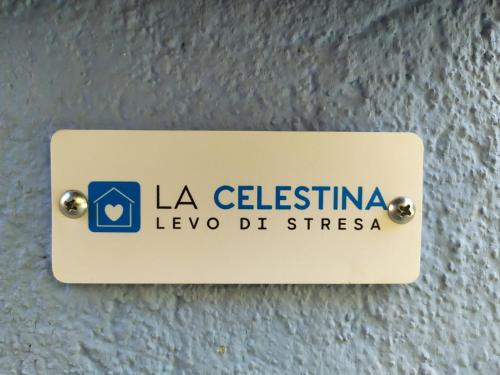 LA CELESTINA
LEVO DI STRESA